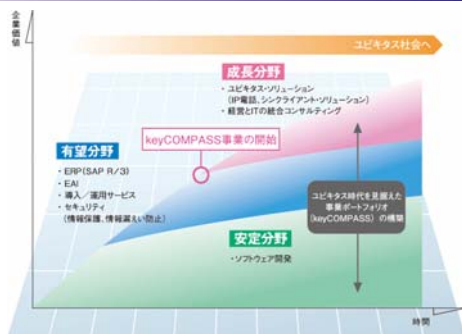 企業価値
ユビキタス社会へ
成長分野
・ユビキタス・ソリューション
(IP電話、シンクライアント・ソリューション)
・経営とITの統合コンサルティング
keyCOMPASS事業の開始
有望分野
・ERP(SAP R/3)
・EAI
・導入/運用サービス
・セキュリティ
(情報保護、情報漏えい防止)
ユビキタス時代を見据えた
事業ポートフォリオ
(keyCOMPASS)の構築
安定分野
・ソフトウェア開発
時間